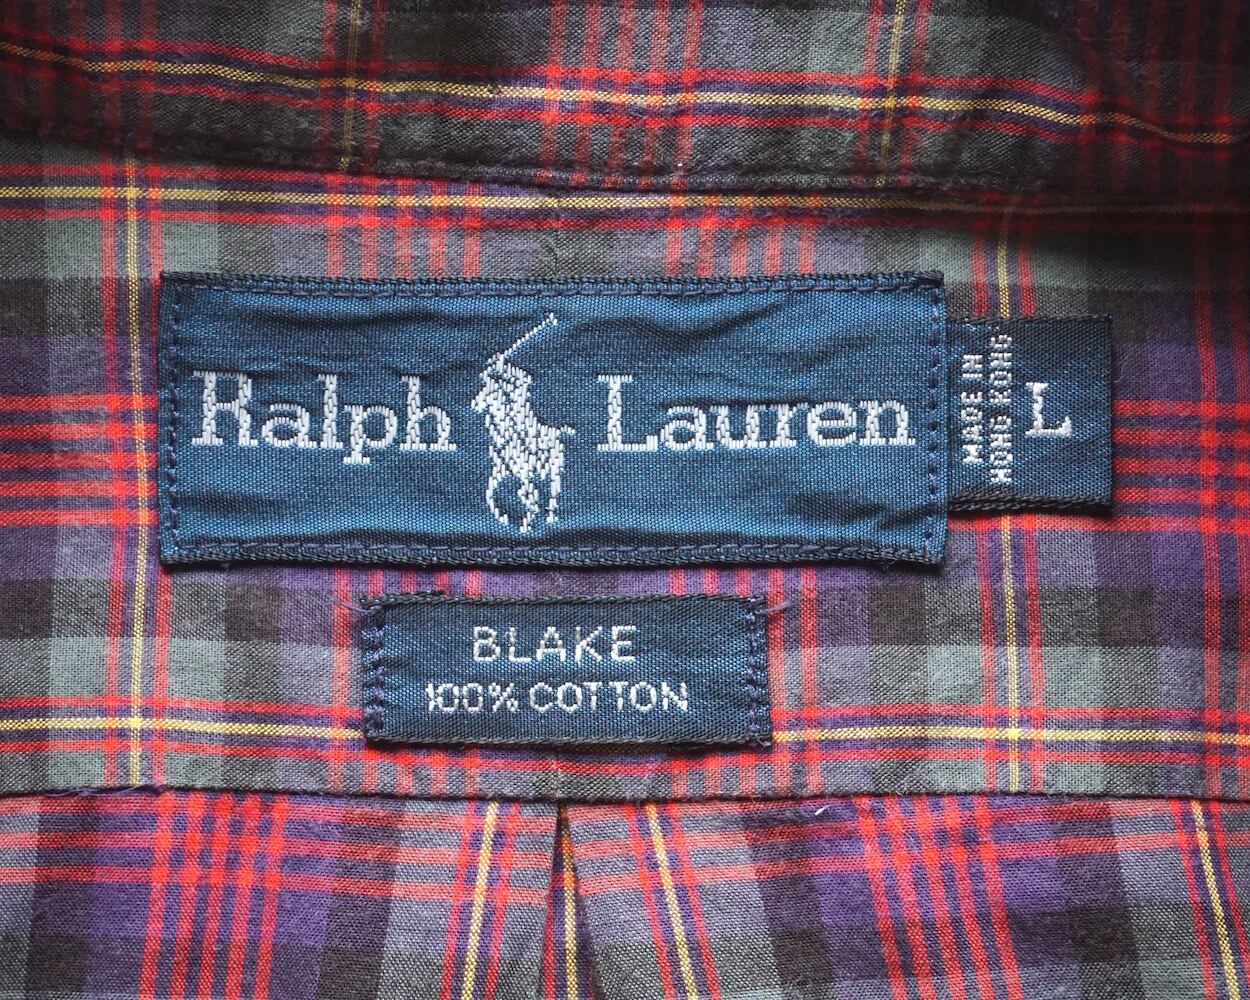 Ralph Lauren
MADE IN
HONG KONG
L
BLAKE
100% COTTON